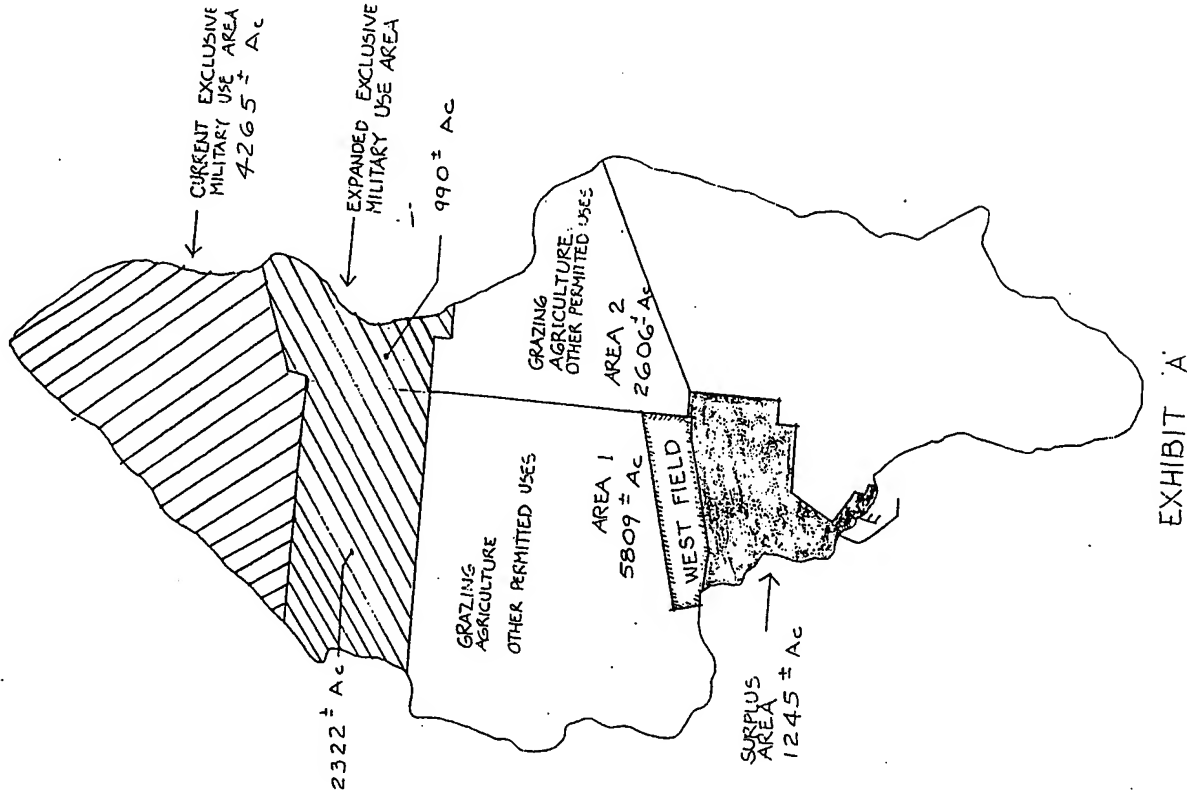 CURRENT EXCLUSIVE
MILITARY USE AREA
4265 ± Ac
EXPANDED EXCLUSIVE
MILITARY USE AREA
990 ± Ac
2322 ± Ac
GRAZING
AGRICULTURE
OTHER PERMITTED USES
AREA 1
5809 ± Ac
GRAZING
AGRICULTURE
OTHER PERMITTED USES
AREA 2
2606 ± Ac
WEST FIELD
SURPLUS
AREA
1245 ± Ac
EXHIBIT 'A'